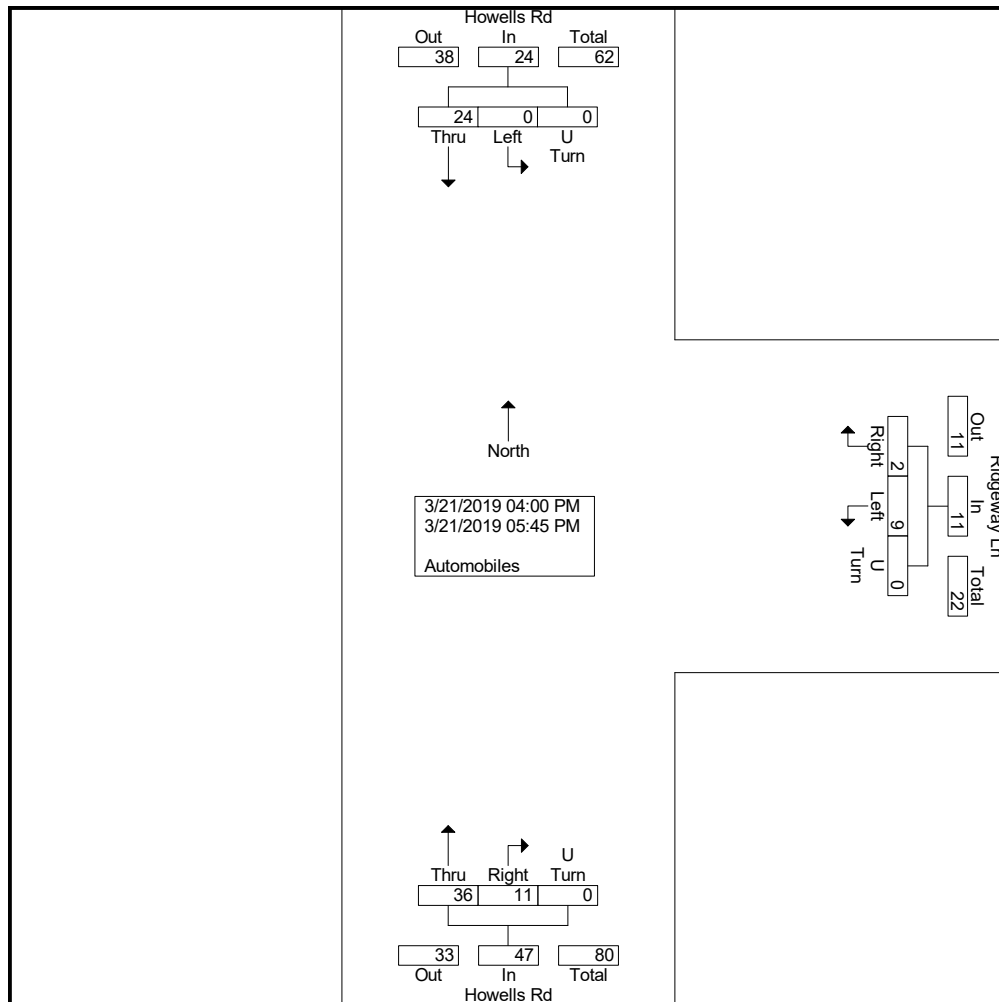 Howells Rd
Out In Total
38 24 62
24 0 0
Thru Left U
Turn
North
3/21/2019 04:00 PM
3/21/2019 05:45 PM
Automobiles
Ridgeway Ln
Out In Total
11 11 22
2 9 0
Right Left U
Turn
U
Thru Right Turn
36 11 0
33 47 80
Out In Total
Howells Rd